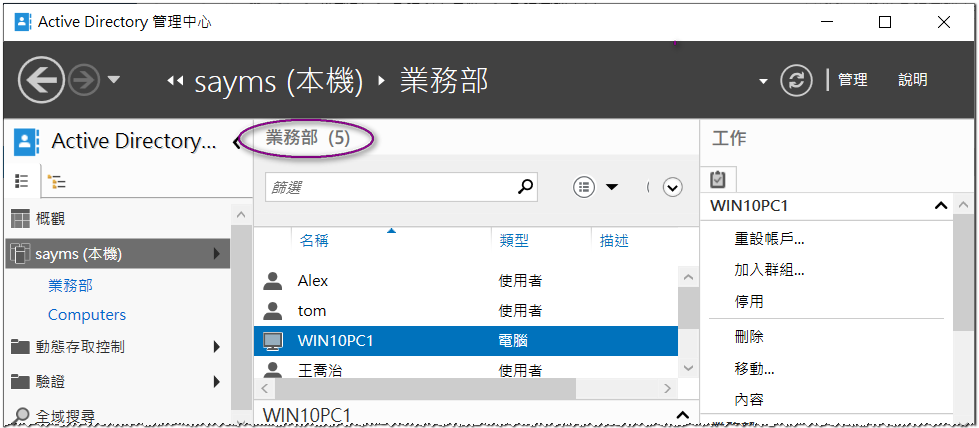 Active Directory 管理中心
sayms (本機) 業務部
管理 說明
Active Directory...
業務部 (5)
工作
篩選
概觀
sayms (本機)
業務部
Computers
動態存取控制
驗證
全域搜尋
名稱 類型 描述
Alex 使用者
tom 使用者
WIN10PC1 電腦
王喬治 使用者
WIN10PC1
WIN10PC1
重設帳戶...
加入群組...
停用
刪除
移動...
內容